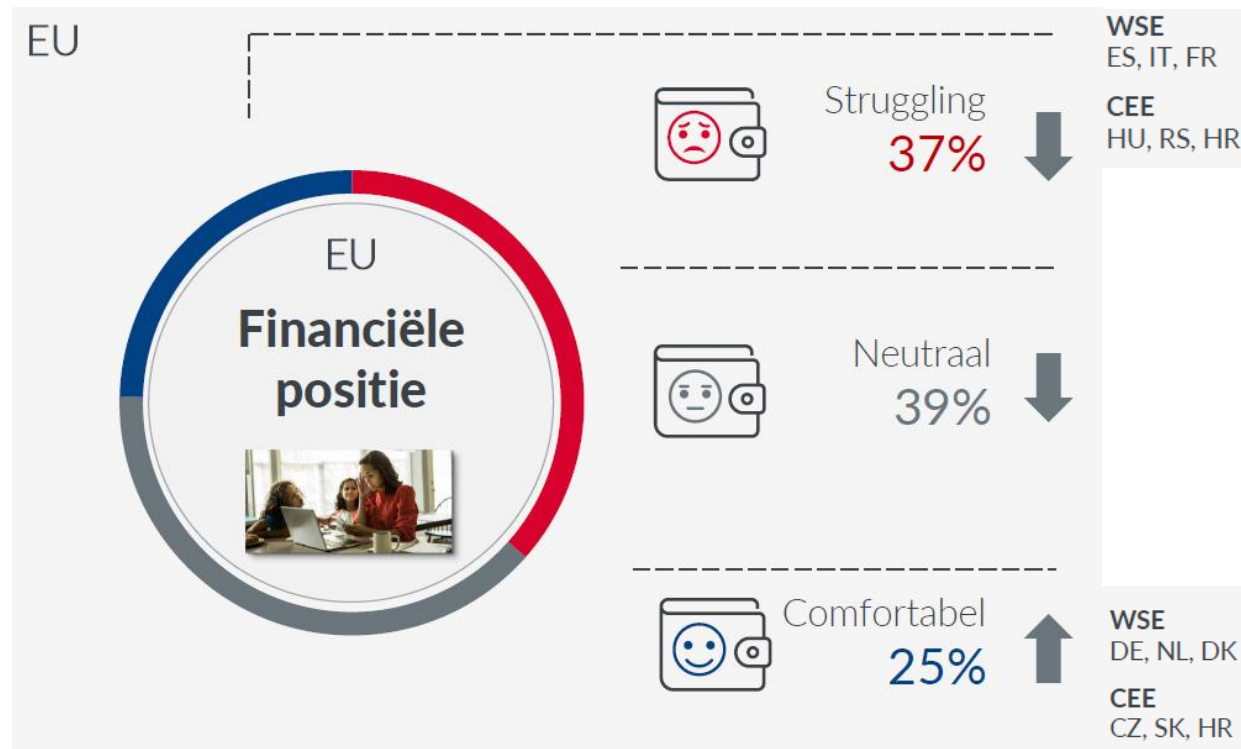 EU
WSE
ES, IT, FR
CEE
HU, RS, HR
Struggling
37%
EU
Financiële
positie
Neutraal
39%
Comfortabel
25%
WSE
DE, NL, DK
CEE
CZ, SK, HR